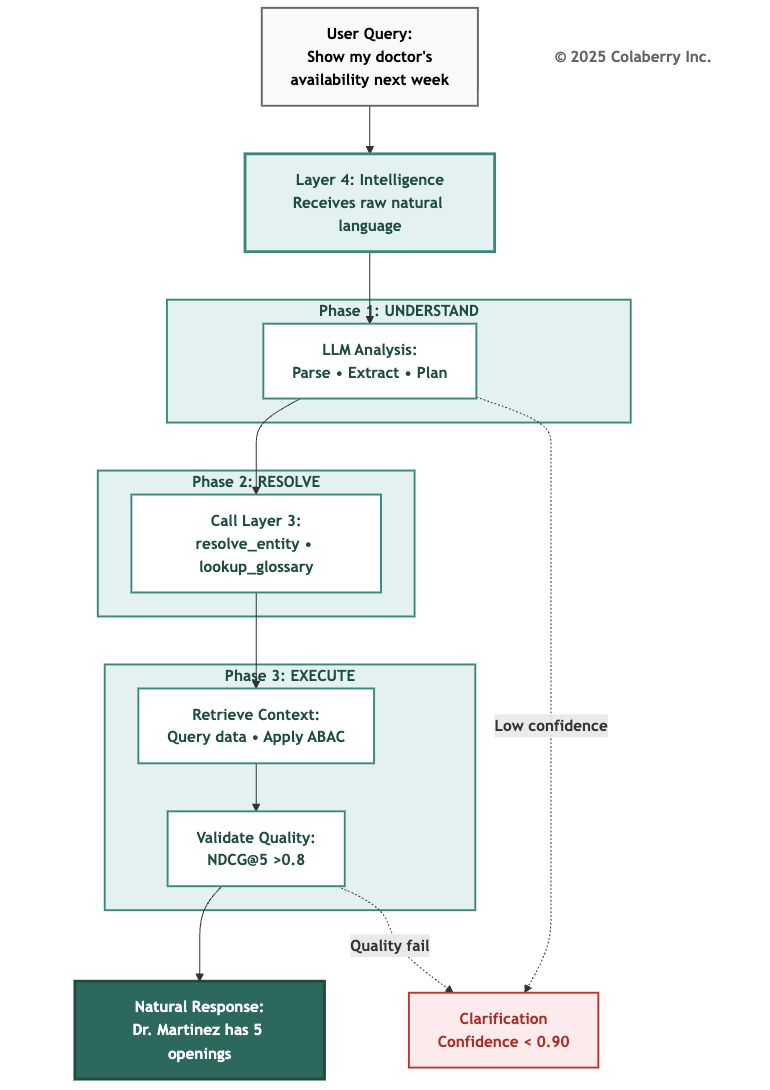 User Query:
Show my doctor's
availability next week
© 2025 Colaberry Inc.
Layer 4: Intelligence
Receives raw natural
language
Phase 1: UNDERSTAND
LLM Analysis:
Parse • Extract • Plan
Phase 2: RESOLVE
Call Layer 3:
resolve_entity •
lookup_glossary
Phase 3: EXECUTE
Retrieve Context:
Query data • Apply ABAC
Low confidence
Validate Quality:
NDCG@5 >0.8
Quality fail
Natural Response:
Dr. Martinez has 5
openings
Clarification
Confidence < 0.90